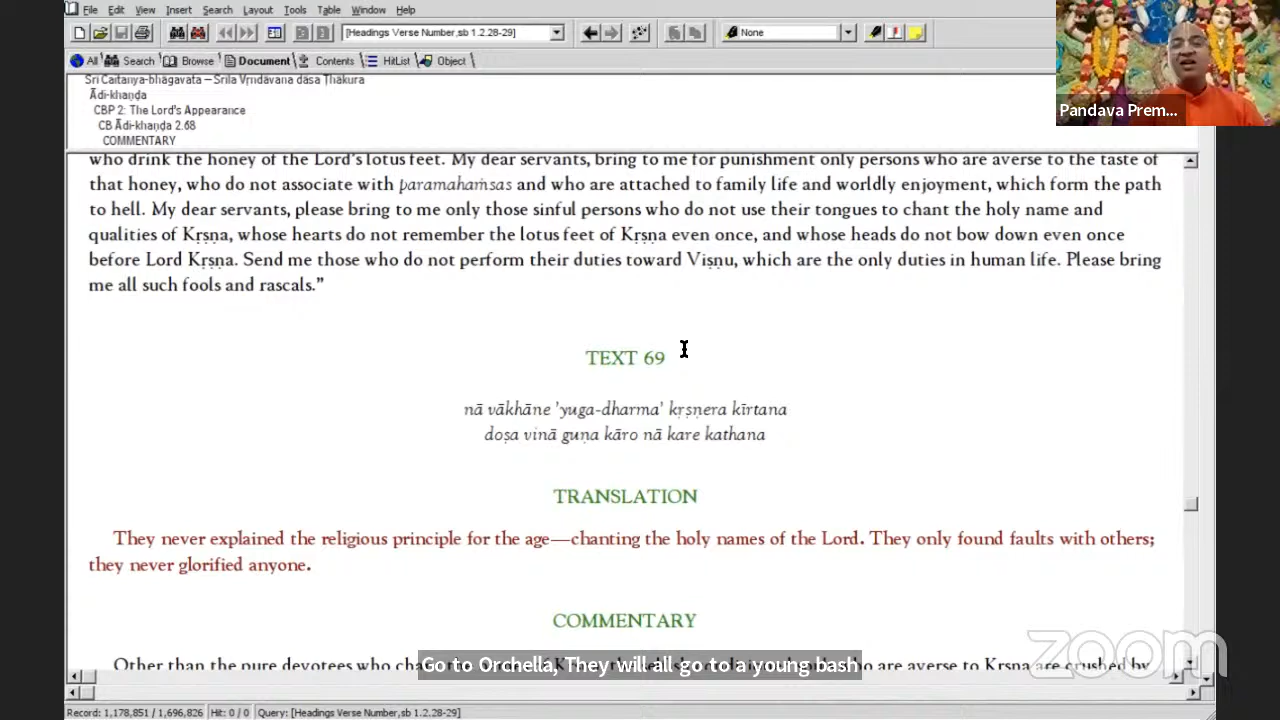 File Edit View Insert Search Layout Tools Table Window Help
[Headings Verse Number,sb 1.2.28-29]
None
All Search Browse Document Contents HitList Object
Śrī Caitanya-bhāgavata – Śrīla Vṛndāvana dāsa Ṭhākura
Ādi-khaṇḍa
CBP 2: The Lord's Appearance
CB Ādi-khaṇḍa 2.68
COMMENTARY
Pandava Prem...
who drink the honey of the Lord's lotus feet. My dear servants, bring to me for punishment only persons who are averse to the taste of
that honey, who do not associate with paramahaṁsas and who are attached to family life and worldly enjoyment, which form the path
to hell. My dear servants, please bring to me only those sinful persons who do not use their tongues to chant the holy name and
qualities of Kṛṣṇa, whose hearts do not remember the lotus feet of Kṛṣṇa even once, and whose heads do not bow down even once
before Lord Kṛṣṇa. Send me those who do not perform their duties toward Viṣṇu, which are the only duties in human life. Please bring
me all such fools and rascals."
TEXT 69
nā vākhāne 'yuga-dharma' kṛṣṇera kīrtana
doṣa vinā guṇa kāro nā kare kathana
TRANSLATION
They never explained the religious principle for the age—chanting the holy names of the Lord. They only found faults with others;
they never glorified anyone.
COMMENTARY
Other than the pure devotees who are averse to Kṛṣṇa are crushed by
Go to Orchella, They will all go to a young bash
zoom
Record: 1,178,851 / 1,696,826 Hit: 0 / 0 Query: [Headings Verse Number,sb 1.2.28-29]